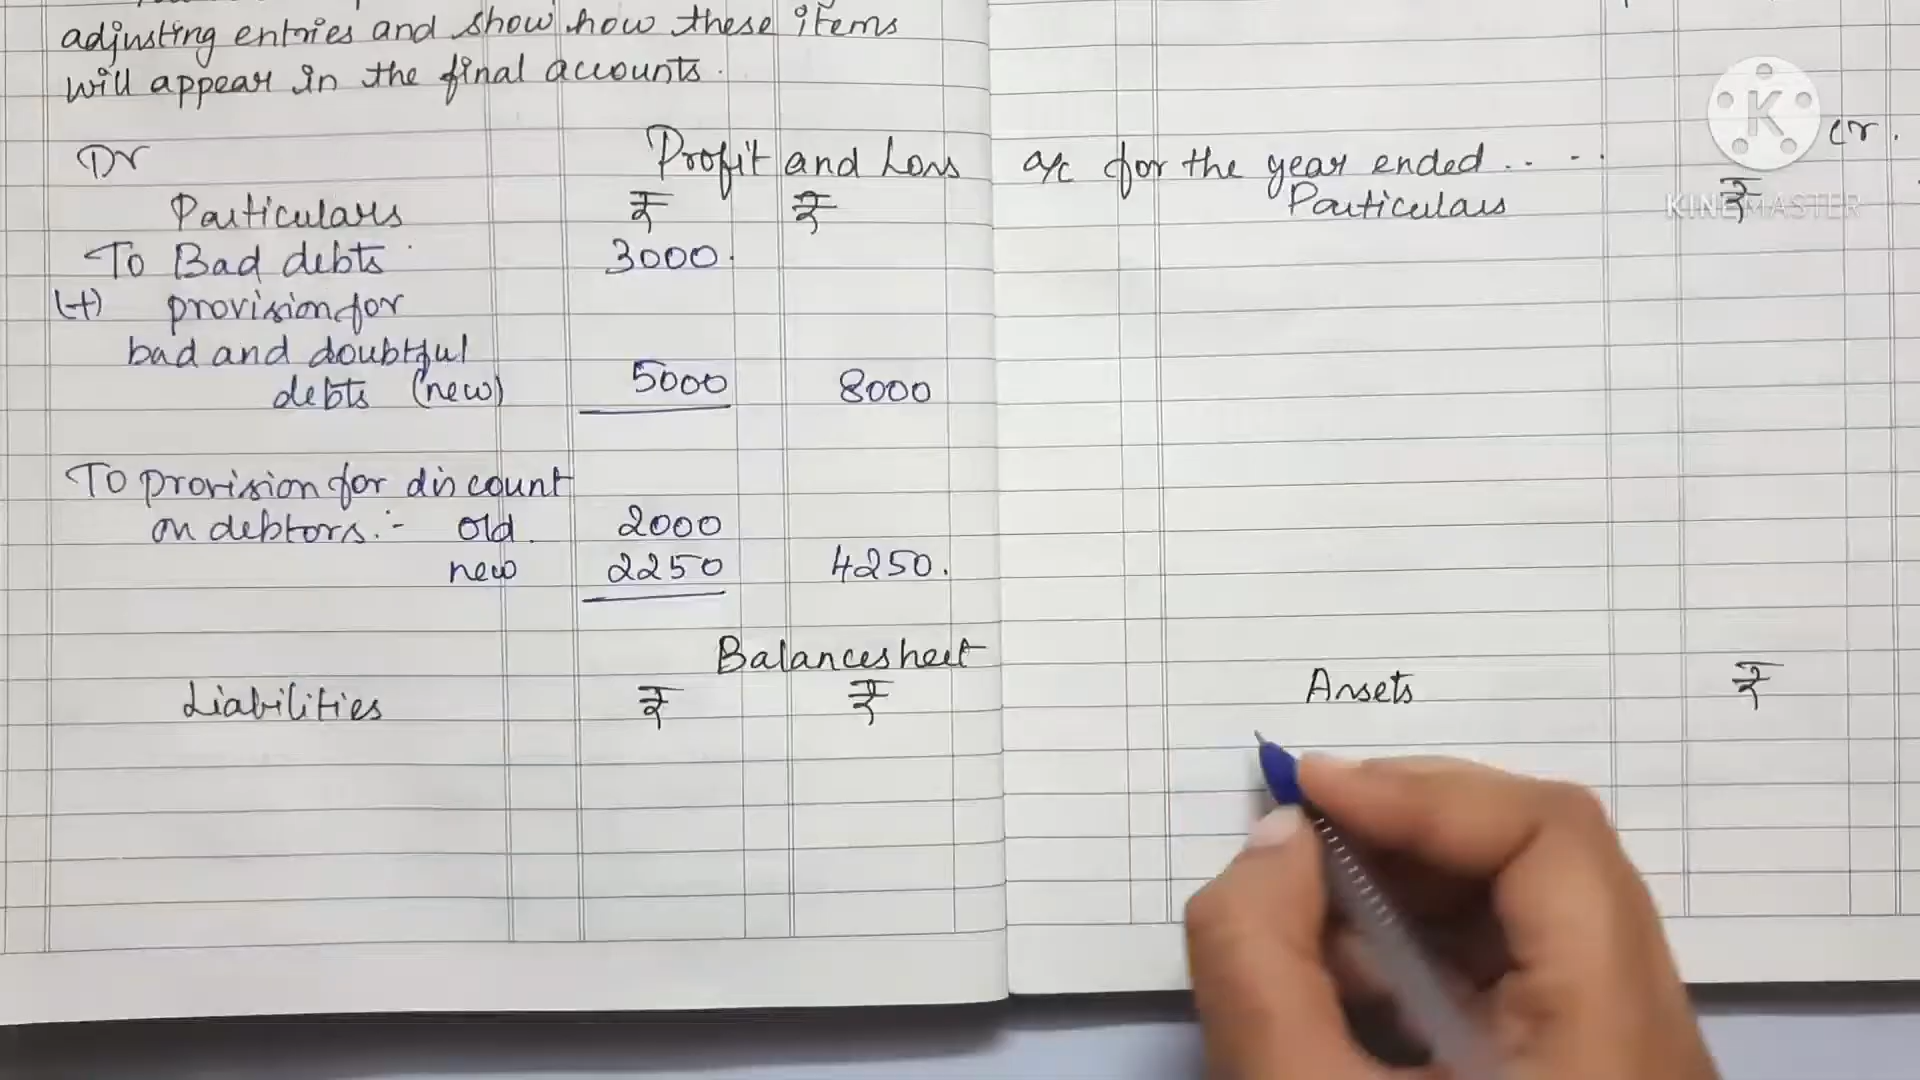 adjusting entries and show how these items
will appear in the final accounts.
Dr Profit and Loss a/c for the year ended..... Cr.
Particulars ₹ ₹ Particulars ₹
To Bad debts 3000.
(+) provision for
bad and doubtful
debts (new) 5000 8000
To provision for discount
on debtors:- old. 2000
new 2250 4250.
Balancesheet
Liabilities ₹ ₹ Assets ₹
K
KINEMASTER